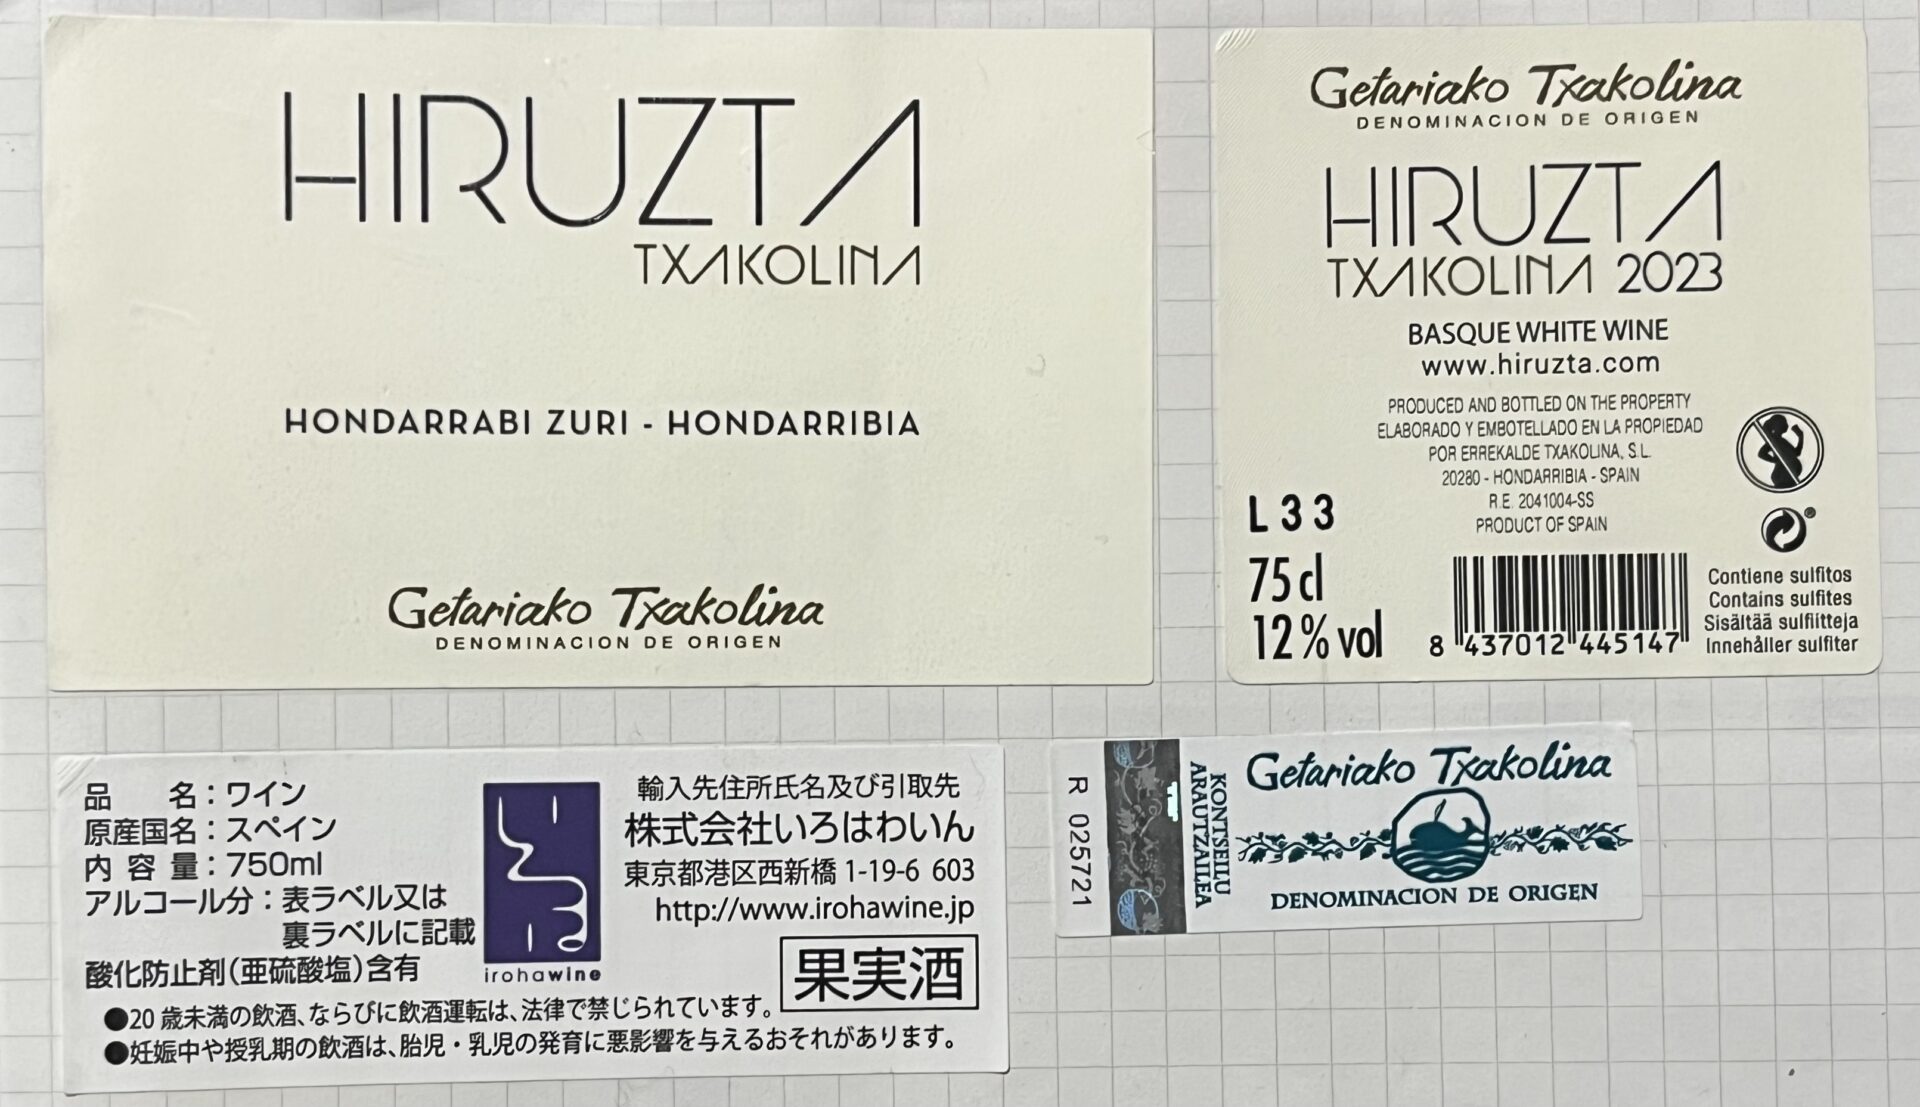 HIRUZTA
TXAKOLINA
HONDARRABI ZURI - HONDARRIBIA
Getariako Txakolina
DENOMINACION DE ORIGEN
Getariako Txakolina
DENOMINACION DE ORIGEN
HIRUZTA
TXAKOLINA 2023
BASQUE WHITE WINE
www.hiruzta.com
PRODUCED AND BOTTLED ON THE PROPERTY
ELABORADO Y EMBOTELLADO EN LA PROPIEDAD
POR ERREKALDE TXAKOLINA, S.L.
20280 - HONDARRIBIA - SPAIN
R.E. 2041004-SS
PRODUCT OF SPAIN
L 3 3
75 cl
12 % vol
8 437012 445147
Contiene sulfitos
Contains sulfites
Sisältää sulfiitteja
Innehåller sulfiter
品 名：ワイン
原産国名：スペイン
内容量：750ml
アルコール分：表ラベル又は
裏ラベルに記載
酸化防止剤(亜硫酸塩)含有
いろは
irohawine
輸入先住所氏名及び引取先
株式会社いろはわいん
東京都港区西新橋 1-19-6 603
http://www.irohawine.jp
果実酒
●20 歳未満の飲酒、ならびに飲酒運転は、法律で禁じられています。
●妊娠中や授乳期の飲酒は、胎児・乳児の発育に悪影響を与えるおそれがあります。
R 025721
KONTSEILU
ARAUTZAILEA
Getariako Txakolina
DENOMINACION DE ORIGEN